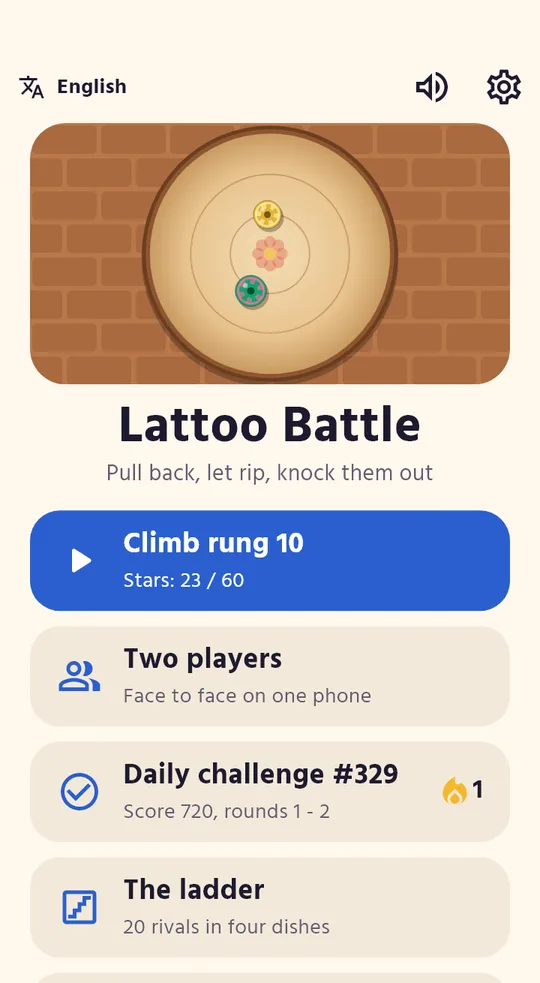 English
Lattoo Battle
Pull back, let rip, knock them out
Climb rung 10
Stars: 23 / 60
Two players
Face to face on one phone
Daily challenge #329
1
Score 720, rounds 1 - 2
The ladder
20 rivals in four dishes